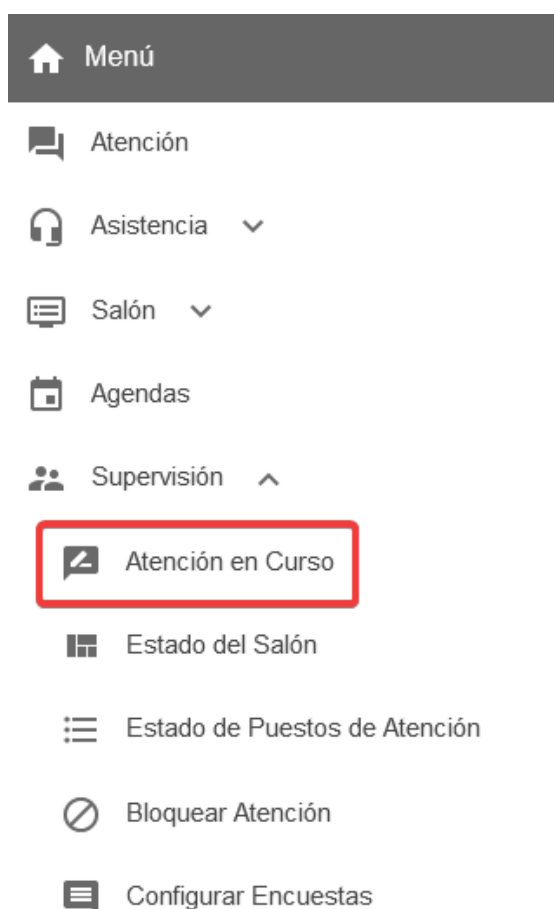 Menú
Atención
Asistencia
Salón
Agendas
Supervisión
Atención en Curso
Estado del Salón
Estado de Puestos de Atención
Bloquear Atención
Configurar Encuestas